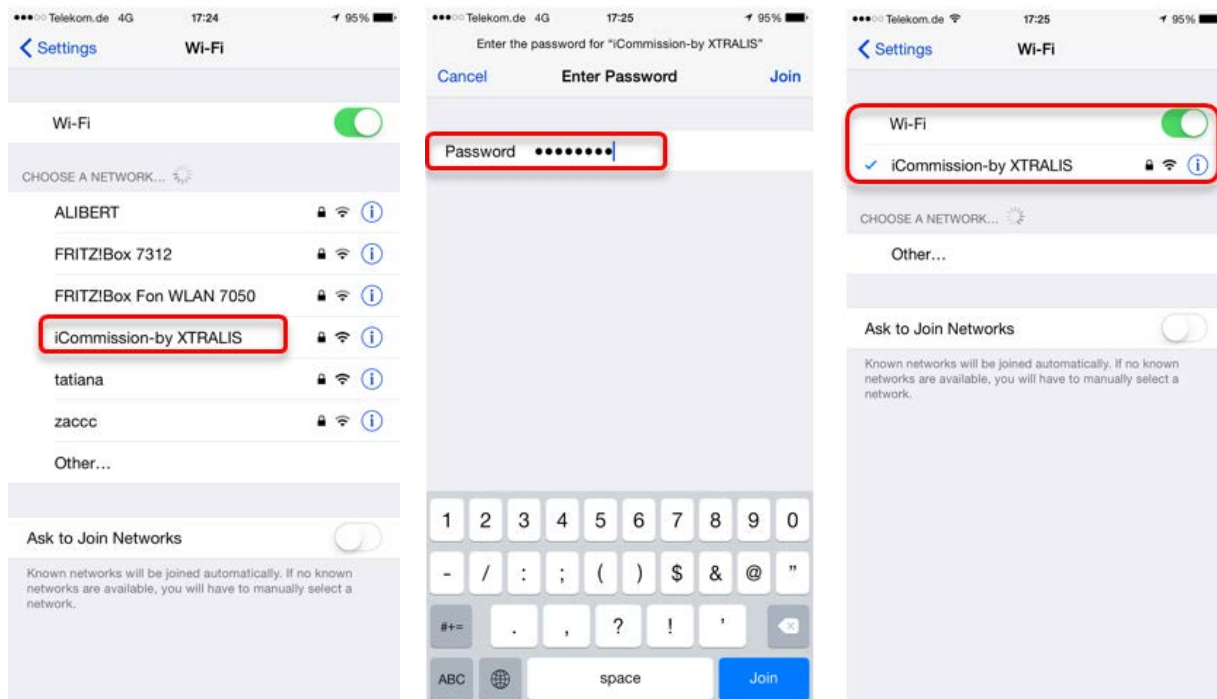 Telekom.de 4G 17:24 95%
Settings Wi-Fi
Wi-Fi
CHOOSE A NETWORK...
ALIBERT
FRITZ!Box 7312
FRITZ!Box Fon WLAN 7050
iCommission-by XTRALIS
tatiana
zaccc
Other...
Ask to Join Networks
Known networks will be joined automatically. If no known
networks are available, you will have to manually select a
network.
Telekom.de 4G 17:25 95%
Enter the password for "iCommission-by XTRALIS"
Cancel Enter Password Join
Password ••••••••
1 2 3 4 5 6 7 8 9 0
- / : ; ( ) $ & @ "
#+= . , ? ! '
ABC space Join
Telekom.de 17:25 95%
Settings Wi-Fi
Wi-Fi
✓ iCommission-by XTRALIS
CHOOSE A NETWORK...
Other...
Ask to Join Networks
Known networks will be joined automatically. If no known
networks are available, you will have to manually select a
network.